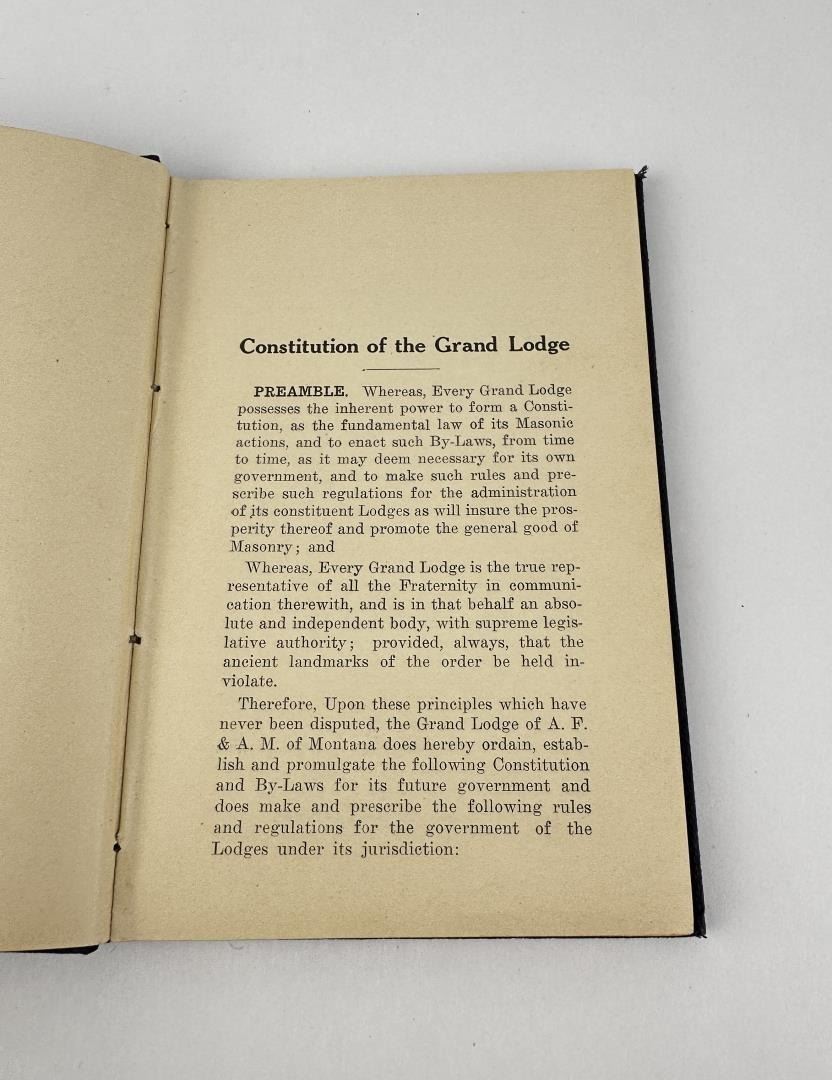 Constitution of the Grand Lodge
PREAMBLE. Whereas, Every Grand Lodge
possesses the inherent power to form a Consti-
tution, as the fundamental law of its Masonic
actions, and to enact such By-Laws, from time
to time, as it may deem necessary for its own
government, and to make such rules and pre-
scribe such regulations for the administration
of its constituent Lodges as will insure the pros-
perity thereof and promote the general good of
Masonry; and
Whereas, Every Grand Lodge is the true rep-
resentative of all the Fraternity in communi-
cation therewith, and is in that behalf an abso-
lute and independent body, with supreme legis-
lative authority; provided, always, that the
ancient landmarks of the order be held in-
violate.
Therefore, Upon these principles which have
never been disputed, the Grand Lodge of A. F.
& A. M. of Montana does hereby ordain, estab-
lish and promulgate the following Constitution
and By-Laws for its future government and
does make and prescribe the following rules
and regulations for the government of the
Lodges under its jurisdiction: